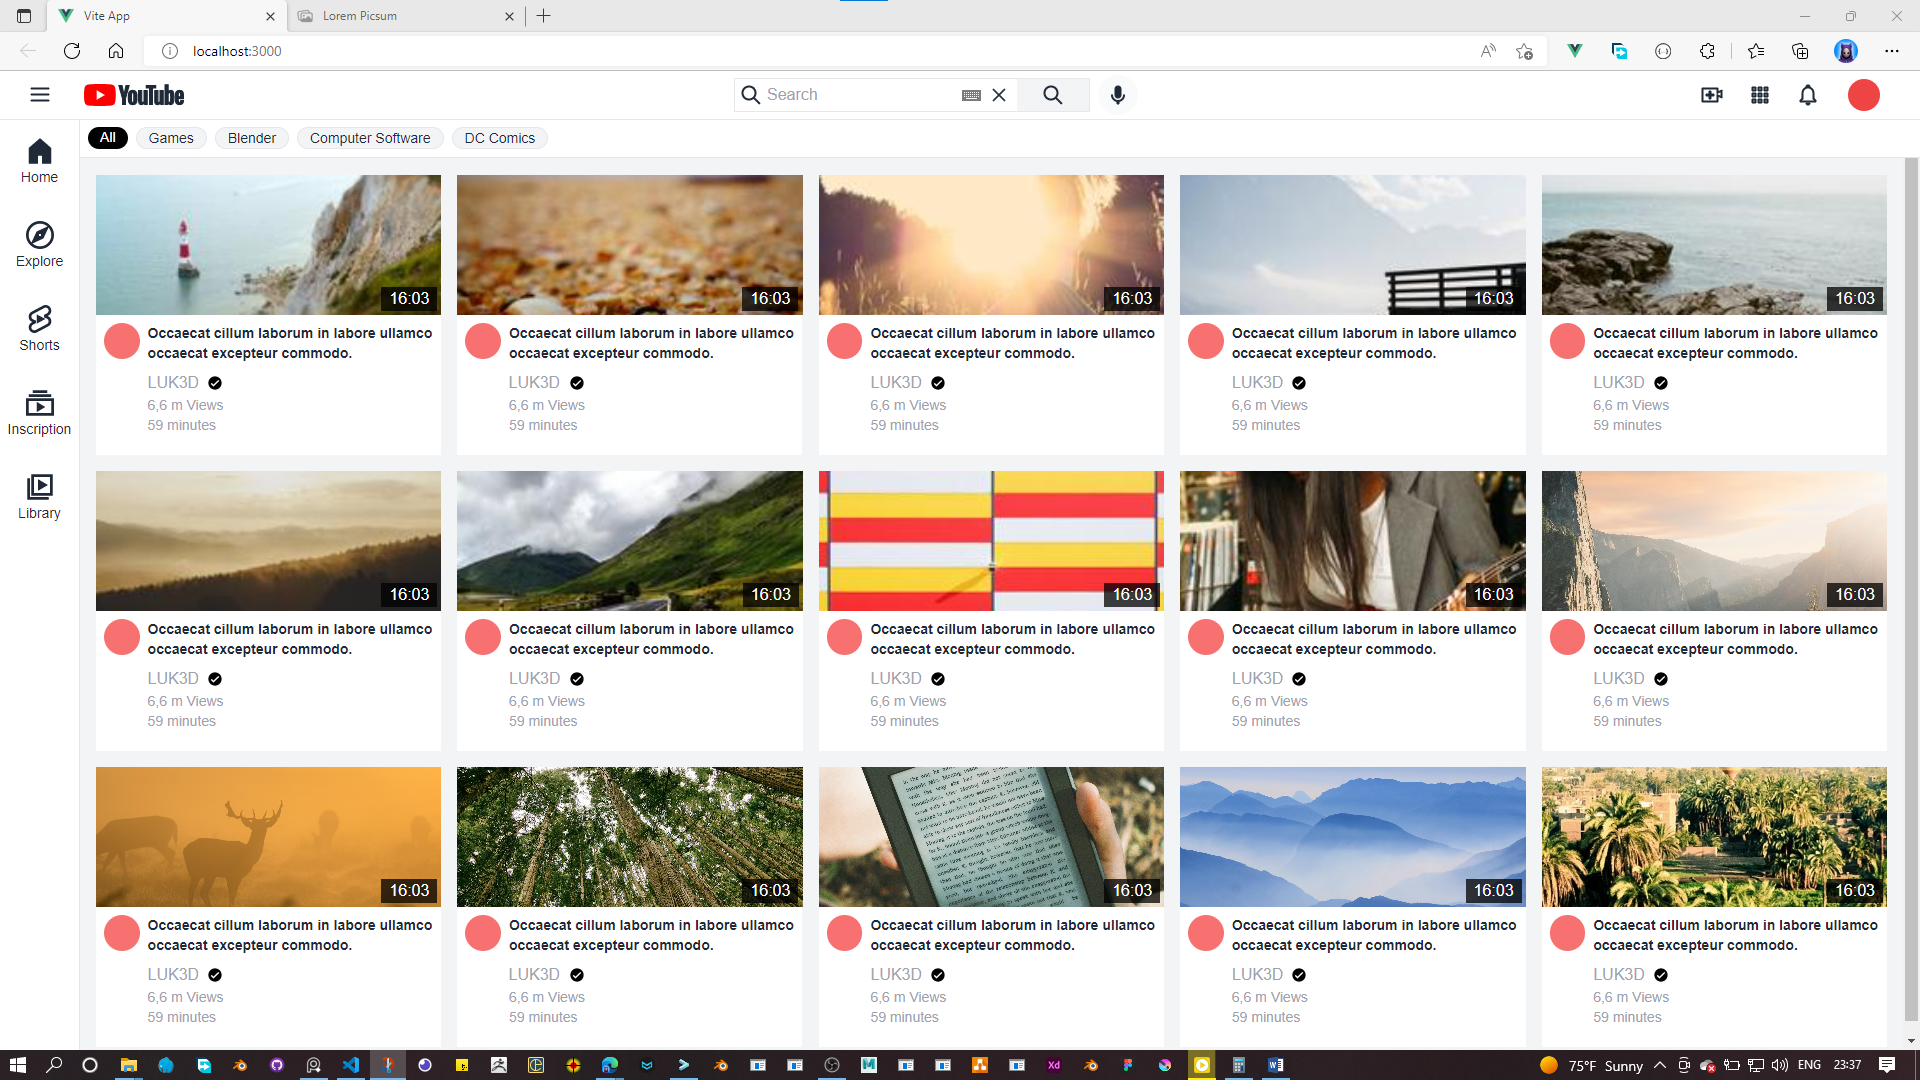 Vite App
Lorem Picsum
localhost:3000
YouTube
Search
All
Games
Blender
Computer Software
DC Comics
Home
Explore
Shorts
Inscription
Library
16:03
16:03
16:03
16:03
16:03
Occaecat cillum laborum in labore ullamco
occaecat excepteur commodo.
LUK3D
6,6 m Views
59 minutes
Occaecat cillum laborum in labore ullamco
occaecat excepteur commodo.
LUK3D
6,6 m Views
59 minutes
Occaecat cillum laborum in labore ullamco
occaecat excepteur commodo.
LUK3D
6,6 m Views
59 minutes
Occaecat cillum laborum in labore ullamco
occaecat excepteur commodo.
LUK3D
6,6 m Views
59 minutes
Occaecat cillum laborum in labore ullamco
occaecat excepteur commodo.
LUK3D
6,6 m Views
59 minutes
16:03
16:03
16:03
16:03
16:03
Occaecat cillum laborum in labore ullamco
occaecat excepteur commodo.
LUK3D
6,6 m Views
59 minutes
Occaecat cillum laborum in labore ullamco
occaecat excepteur commodo.
LUK3D
6,6 m Views
59 minutes
Occaecat cillum laborum in labore ullamco
occaecat excepteur commodo.
LUK3D
6,6 m Views
59 minutes
Occaecat cillum laborum in labore ullamco
occaecat excepteur commodo.
LUK3D
6,6 m Views
59 minutes
Occaecat cillum laborum in labore ullamco
occaecat excepteur commodo.
LUK3D
6,6 m Views
59 minutes
16:03
16:03
16:03
16:03
16:03
Occaecat cillum laborum in labore ullamco
occaecat excepteur commodo.
LUK3D
6,6 m Views
59 minutes
Occaecat cillum laborum in labore ullamco
occaecat excepteur commodo.
LUK3D
6,6 m Views
59 minutes
Occaecat cillum laborum in labore ullamco
occaecat excepteur commodo.
LUK3D
6,6 m Views
59 minutes
Occaecat cillum laborum in labore ullamco
occaecat excepteur commodo.
LUK3D
6,6 m Views
59 minutes
Occaecat cillum laborum in labore ullamco
occaecat excepteur commodo.
LUK3D
6,6 m Views
59 minutes
Xd
75°F Sunny
ENG
23:37